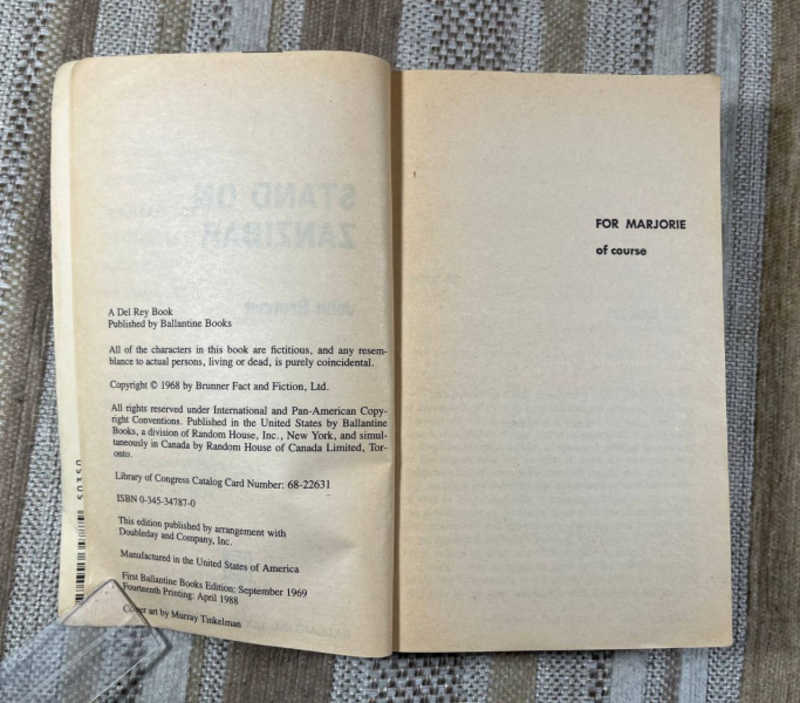 STAND ON
ZANZIBAR
John Brunner
A Del Rey Book
Published by Ballantine Books
All of the characters in this book are fictitious, and any resem-
blance to actual persons, living or dead, is purely coincidental.
Copyright © 1968 by Brunner Fact and Fiction, Ltd.
All rights reserved under International and Pan-American Copy-
right Conventions. Published in the United States by Ballantine
Books, a division of Random House, Inc., New York, and simul-
taneously in Canada by Random House of Canada Limited, Tor-
onto.
Library of Congress Catalog Card Number: 68-22631
ISBN 0-345-34787-0
This edition published by arrangement with
Doubleday and Company, Inc.
Manufactured in the United States of America
First Ballantine Books Edition: September 1969
Fourteenth Printing: April 1988
Cover art by Murray Tinkelman
50350
FOR MARJORIE
of course